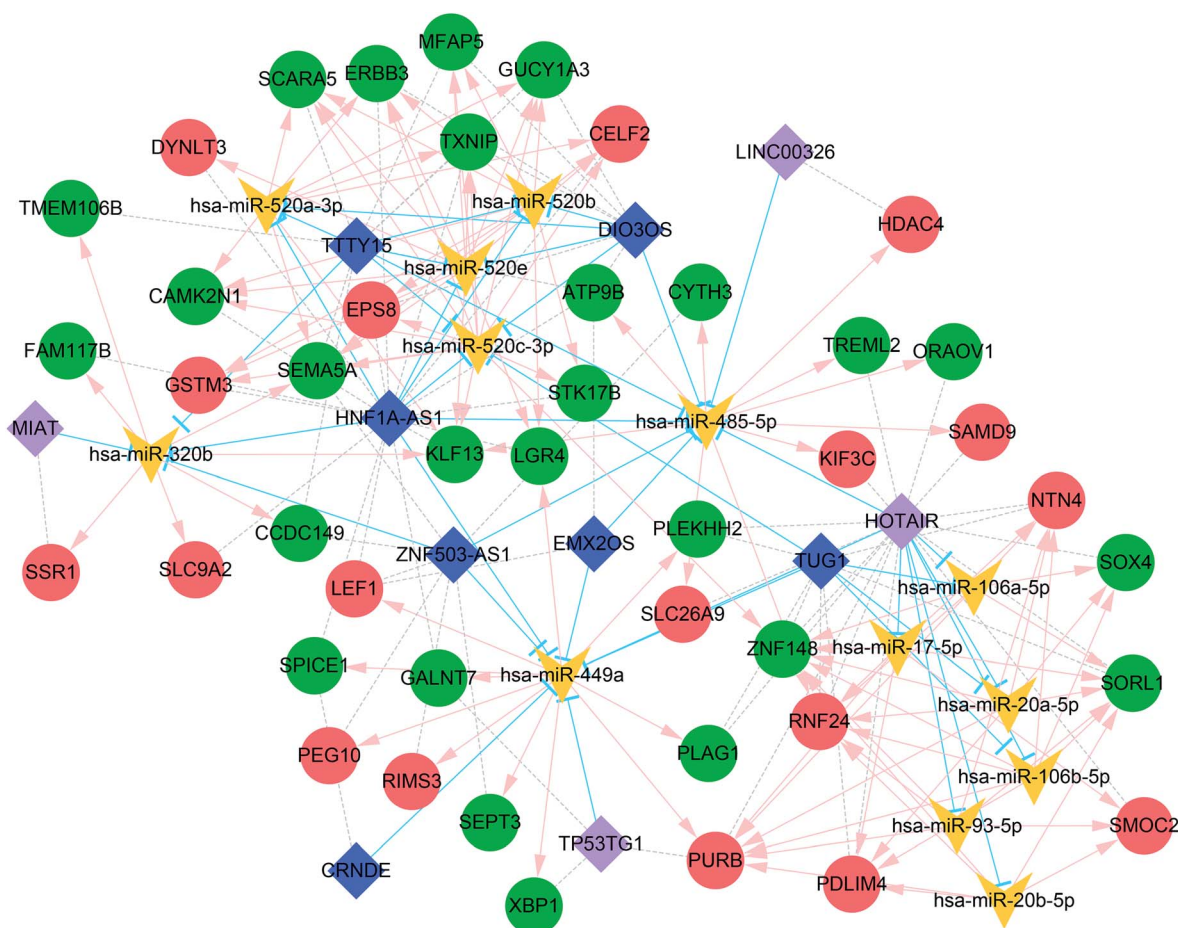 MFAP5
SCARA5
ERBB3
GUCY1A3
DYNLT3
TXNIP
CELF2
LINC00326
TMEM106B
hsa-miR-520a-3p
hsa-miR-520b
HDAC4
TTTY15
DIO3OS
hsa-miR-520e
CAMK2N1
EPS8
ATP9B
CYTH3
FAM117B
GSTM3
SEMA5A
hsa-miR-520c-3p
TREML2
ORAOV1
STK17B
MIAT
HNF1A-AS1
hsa-miR-485-5p
hsa-miR-320b
KLF13
LGR4
KIF3C
SAMD9
NTN4
CCDC149
ZNF503-AS1
EMX2OS
PLEKHH2
HOTAIR
SSR1
SLC9A2
LEF1
TUG1
SOX4
SLC26A9
hsa-miR-106a-5p
ZNF148
hsa-miR-17-5p
SPICE1
GALNT7
hsa-miR-449a
SORL1
hsa-miR-20a-5p
RNF24
PEG10
RIMS3
PLAG1
hsa-miR-106b-5p
SEPT3
hsa-miR-93-5p
SMOC2
TP53TG1
CRNDE
PURB
PDLIM4
XBP1
hsa-miR-20b-5p